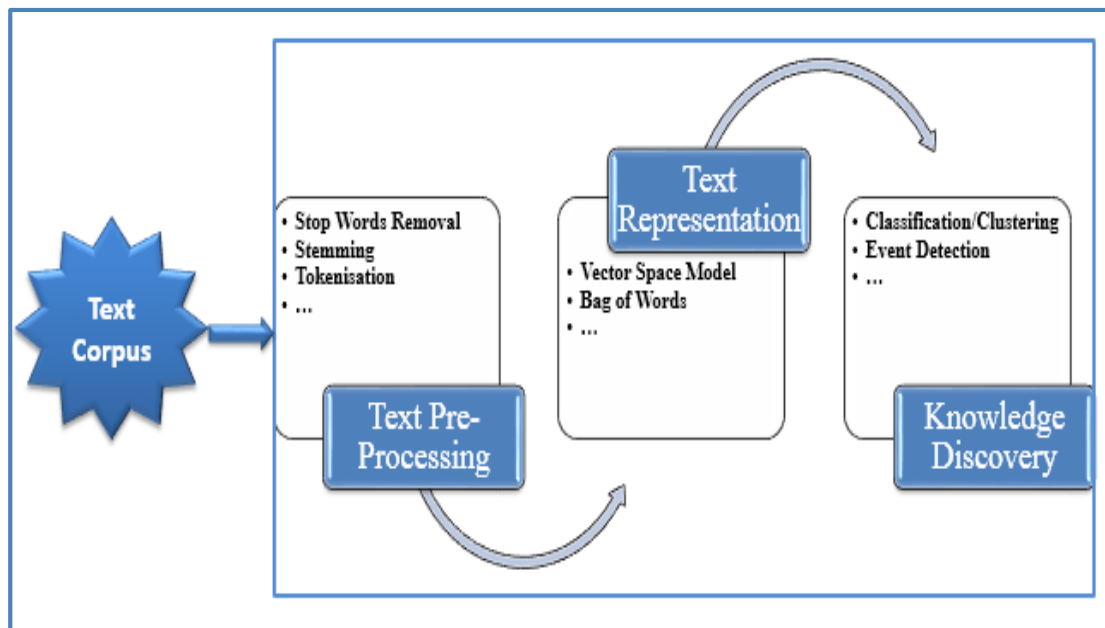 Text
Corpus
• Stop Words Removal
• Stemming
• Tokenisation
• ...
Text Pre-
Processing
Text
Representation
• Vector Space Model
• Bag of Words
• ...
• Classification/Clustering
• Event Detection
• ...
Knowledge
Discovery